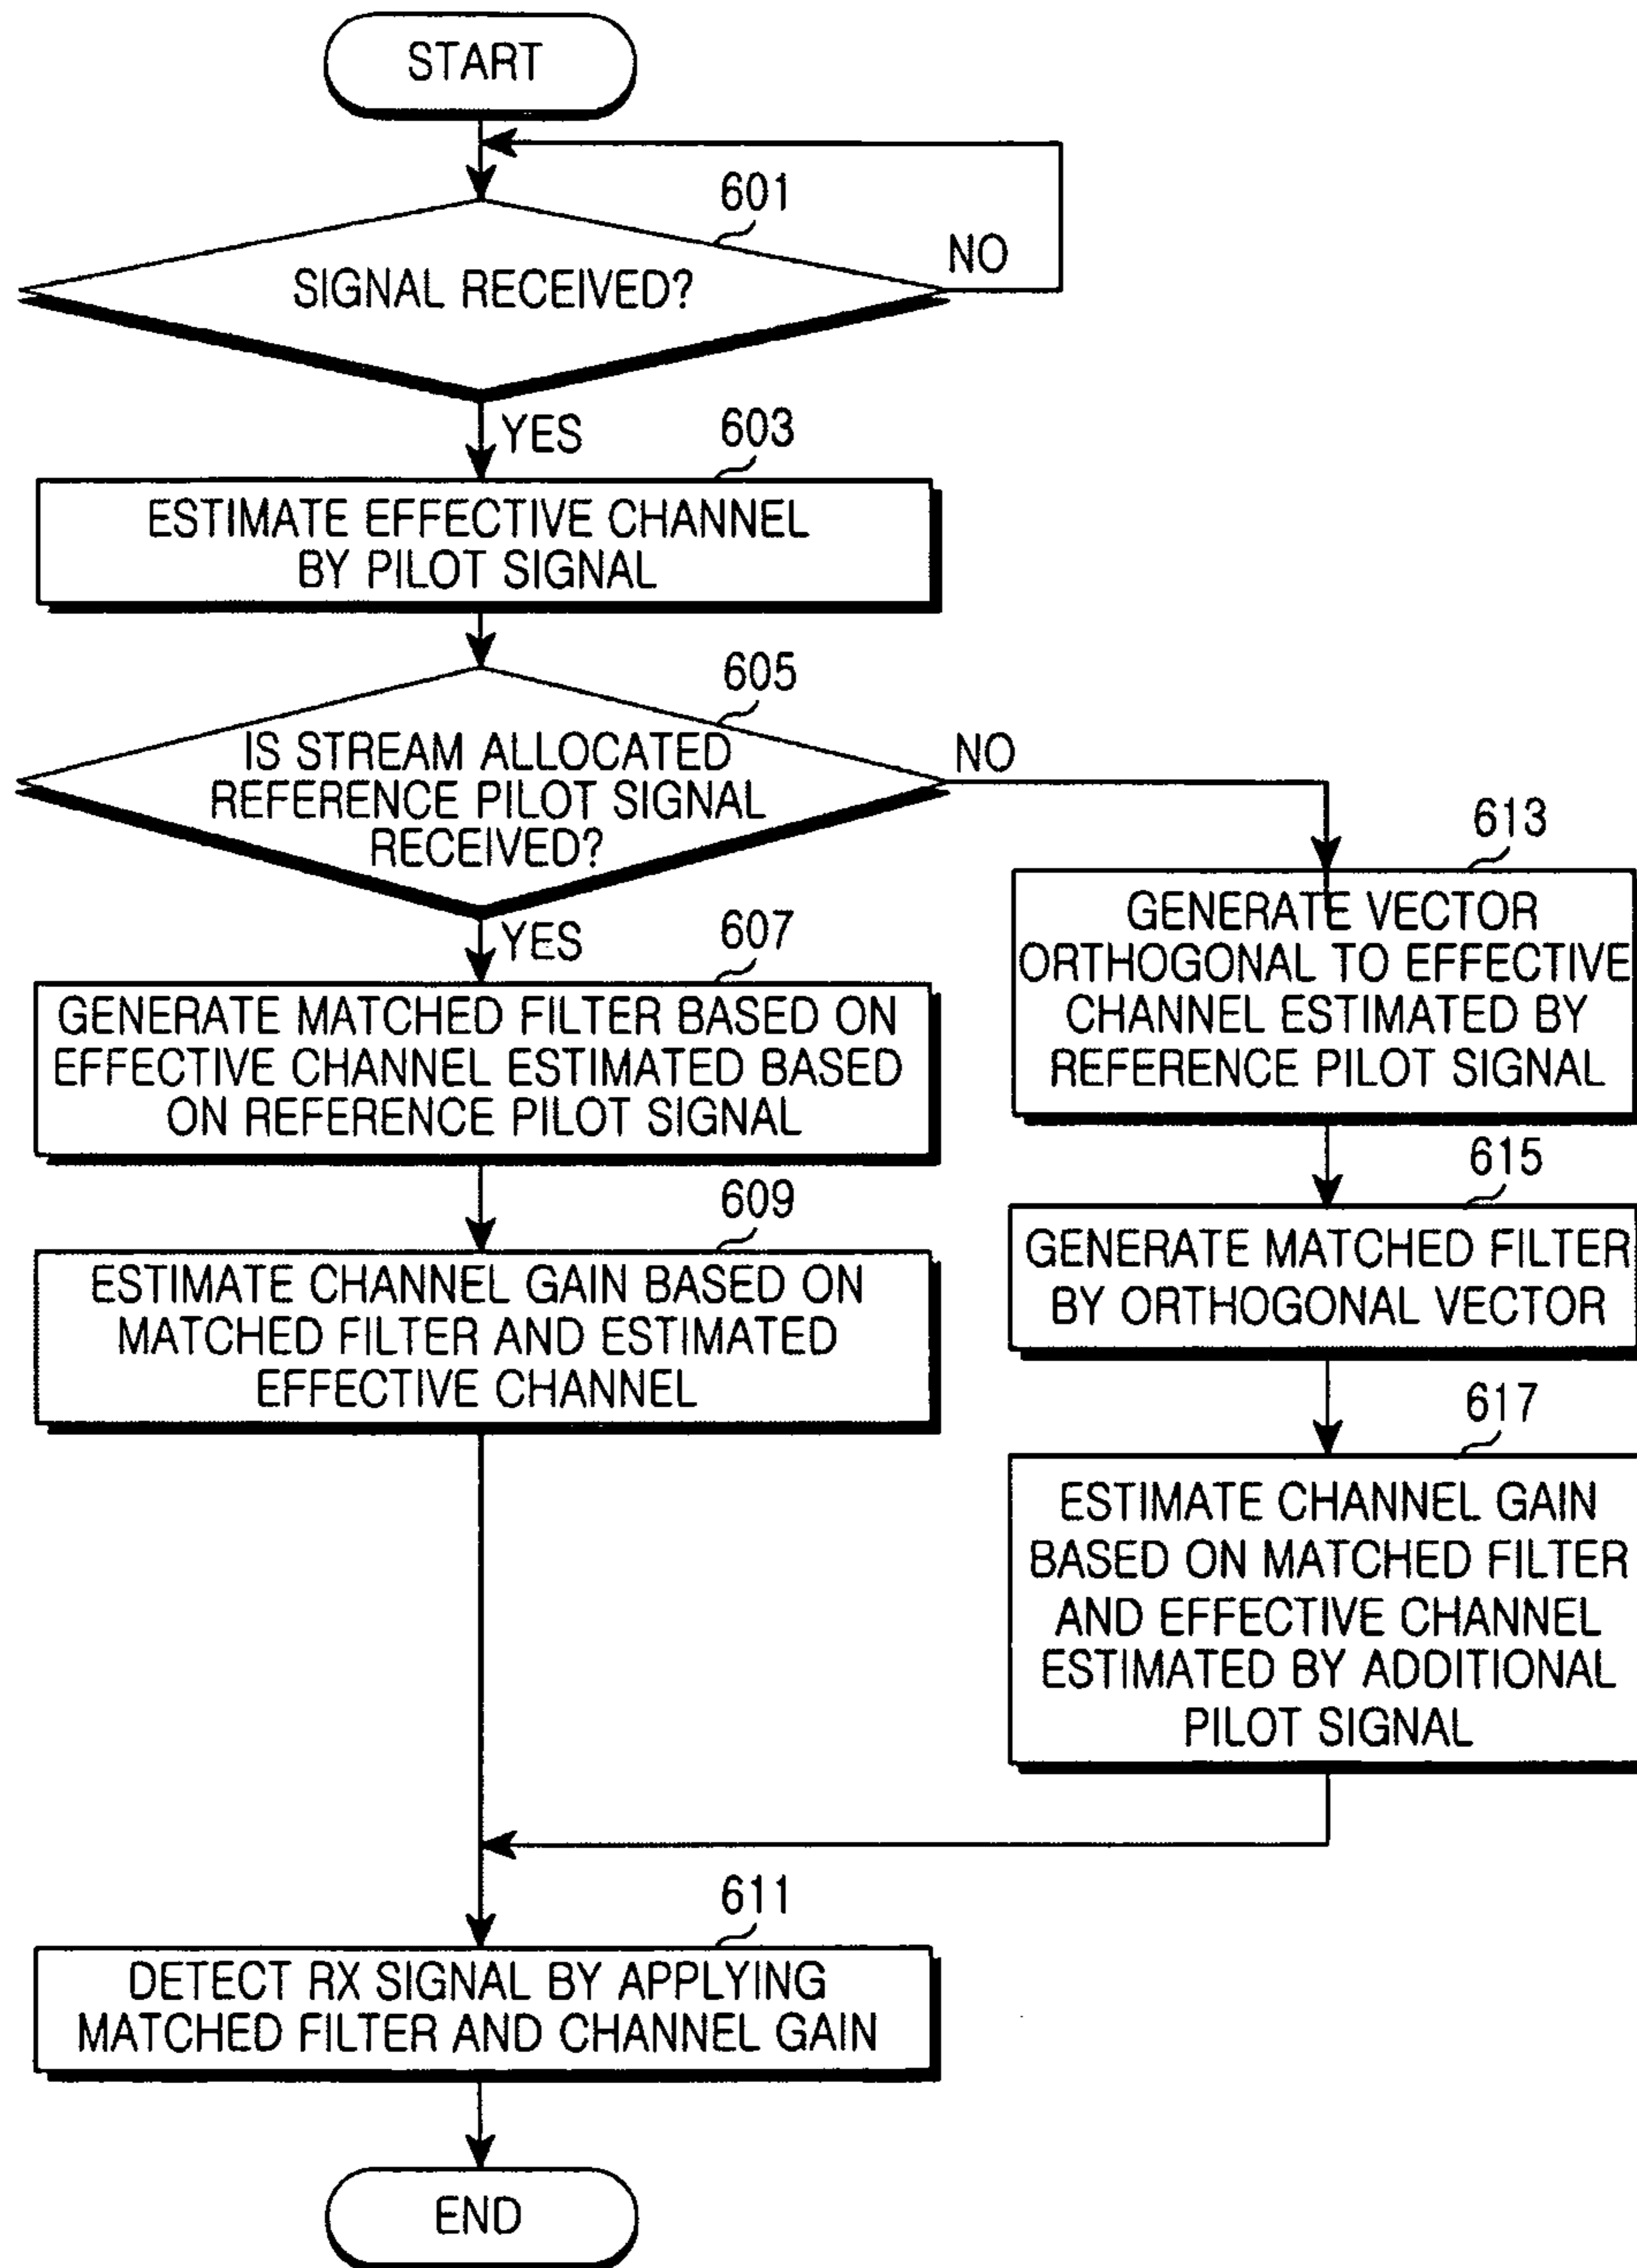 START
601
SIGNAL RECEIVED?
NO
YES
603
ESTIMATE EFFECTIVE CHANNEL
BY PILOT SIGNAL
605
IS STREAM ALLOCATED
REFERENCE PILOT SIGNAL
RECEIVED?
NO
YES
607
GENERATE MATCHED FILTER BASED ON
EFFECTIVE CHANNEL ESTIMATED BASED
ON REFERENCE PILOT SIGNAL
609
ESTIMATE CHANNEL GAIN BASED ON
MATCHED FILTER AND ESTIMATED
EFFECTIVE CHANNEL
613
GENERATE VECTOR
ORTHOGONAL TO EFFECTIVE
CHANNEL ESTIMATED BY
REFERENCE PILOT SIGNAL
615
GENERATE MATCHED FILTER
BY ORTHOGONAL VECTOR
617
ESTIMATE CHANNEL GAIN
BASED ON MATCHED FILTER
AND EFFECTIVE CHANNEL
ESTIMATED BY ADDITIONAL
PILOT SIGNAL
611
DETECT RX SIGNAL BY APPLYING
MATCHED FILTER AND CHANNEL GAIN
END